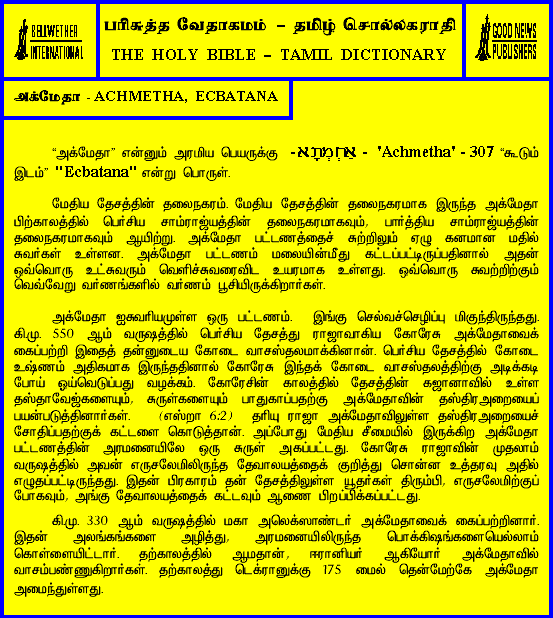 BELLWETHER
INTERNATIONAL
பரிசுத்த வேதாகமம் – தமிழ் சொல்லகராதி
THE HOLY BIBLE – TAMIL DICTIONARY
GOOD NEWS
PUBLISHERS
அக்மேதா - ACHMETHA, ECBATANA
“அக்மேதா” என்னும் அரமிய பெயருக்கு -אַחְמְתָא - 'Achmetha' - 307 “கூடும்
இடம்” "Ecbatana" என்று பொருள்.
மேதிய தேசத்தின் தலைநகரம். மேதிய தேசத்தின் தலைநகரமாக இருந்த அக்மேதா
பிற்காலத்தில் பெர்சிய சாம்ராஜ்யத்தின் தலைநகரமாகவும், பார்த்திய சாம்ராஜ்யத்தின்
தலைநகரமாகவும் ஆயிற்று. அக்மேதா பட்டணத்தைச் சுற்றிலும் ஏழு கனமான மதில்
சுவர்கள் உள்ளன. அக்மேதா பட்டணம் மலையின்மீது கட்டப்பட்டிருப்பதினால் அதன்
ஒவ்வொரு உட்சுவரும் வெளிச்சுவரைவிட உயரமாக உள்ளது. ஒவ்வொரு சுவற்றிற்கும்
வெவ்வேறு வர்ணங்களில் வர்ணம் பூசியிருக்கிறார்கள்.
அக்மேதா ஐசுவரியமுள்ள ஒரு பட்டணம். இங்கு செல்வச்செழிப்பு மிகுந்திருந்தது.
கி.மு. 550 ஆம் வருஷத்தில் பெர்சிய தேசத்து ராஜாவாகிய கோரேசு அக்மேதாவைக்
கைப்பற்றி இதைத் தன்னுடைய கோடை வாசஸ்தலமாக்கினான். பெர்சிய தேசத்தில் கோடை
உஷ்ணம் அதிகமாக இருந்ததினால் கோரேசு இந்தக் கோடை வாசஸ்தலத்திற்கு அடிக்கடி
போய் ஓய்வெடுப்பது வழக்கம். கோரேசின் காலத்தில் தேசத்தின் கஜானாவில் உள்ள
தஸ்தாவேஜ்களையும், சுருள்களையும் பாதுகாப்பதற்கு அக்மேதாவின் தஸ்திரஅறையைப்
பயன்படுத்தினார்கள். (எஸ்றா 6:2) தரியு ராஜா அக்மேதாவிலுள்ள தஸ்திரஅறையைச்
சோதிப்பதற்குக் கட்டளை கொடுத்தான். அப்போது மேதிய சீமையில் இருக்கிற அக்மேதா
பட்டணத்தின் அரமனையிலே ஒரு சுருள் அகப்பட்டது. கோரேசு ராஜாவின் முதலாம்
வருஷத்தில் அவன் எருசலேமிலிருந்த தேவாலயத்தைக் குறித்து சொன்ன உத்தரவு அதில்
எழுதப்பட்டிருந்தது. இதன் பிரகாரம் தன் தேசத்திலுள்ள யூதர்கள் திரும்பி, எருசலேமிற்குப்
போகவும், அங்கு தேவாலயத்தைக் கட்டவும் ஆணை பிறப்பிக்கப்பட்டது.
கி.மு. 330 ஆம் வருஷத்தில் மகா அலெக்ஸாண்டர் அக்மேதாவைக் கைப்பற்றினார்.
இதன் அலங்கங்களை அழித்து, அரமனையிலிருந்த பொக்கிஷங்களையெல்லாம்
கொள்ளையிட்டார். தற்காலத்தில் ஆமதான், ஈரானியர் ஆகியோர் அக்மேதாவில்
வாசம்பண்ணுகிறார்கள். தற்காலத்து டெக்ரானுக்கு 175 மைல் தென்மேற்கே அக்மேதா
அமைந்துள்ளது.